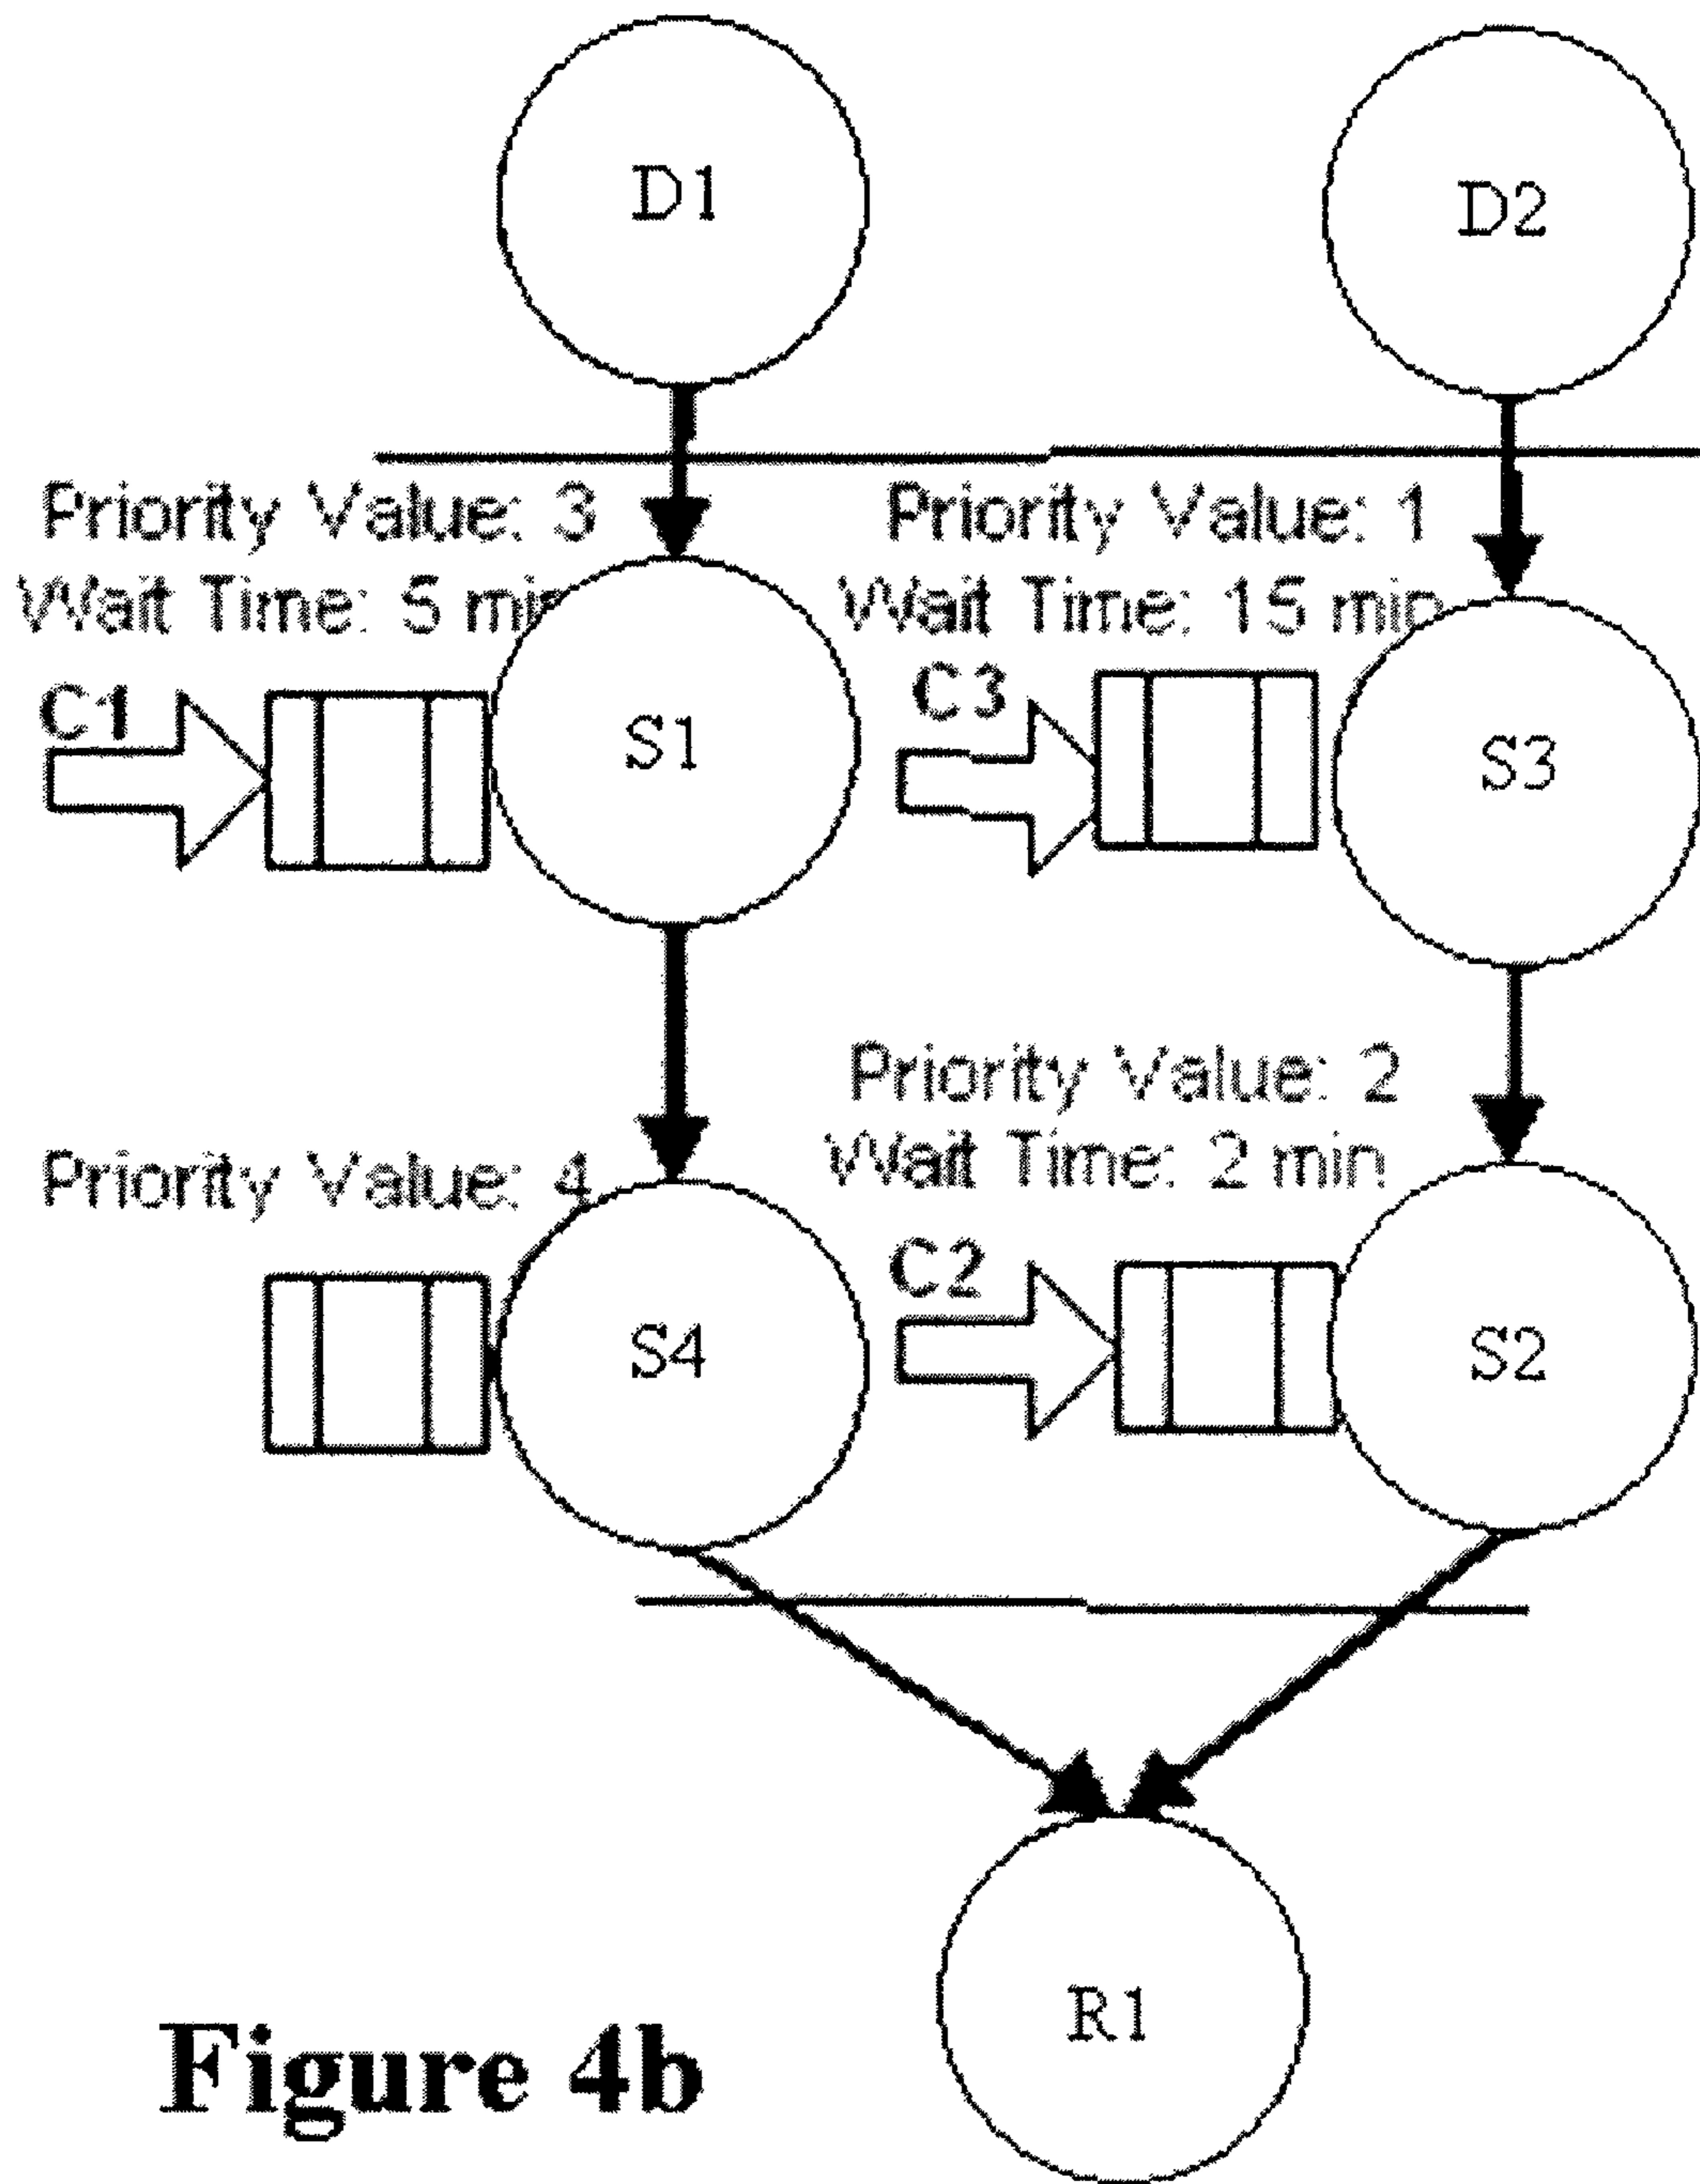 D1
D2
Priority Value: 3
Wait Time: 5 min
C1
S1
Priority Value: 1
Wait Time: 15 min
C3
S3
Priority Value: 4
S4
Priority Value: 2
Wait Time: 2 min
C2
S2
R1
Figure 4b